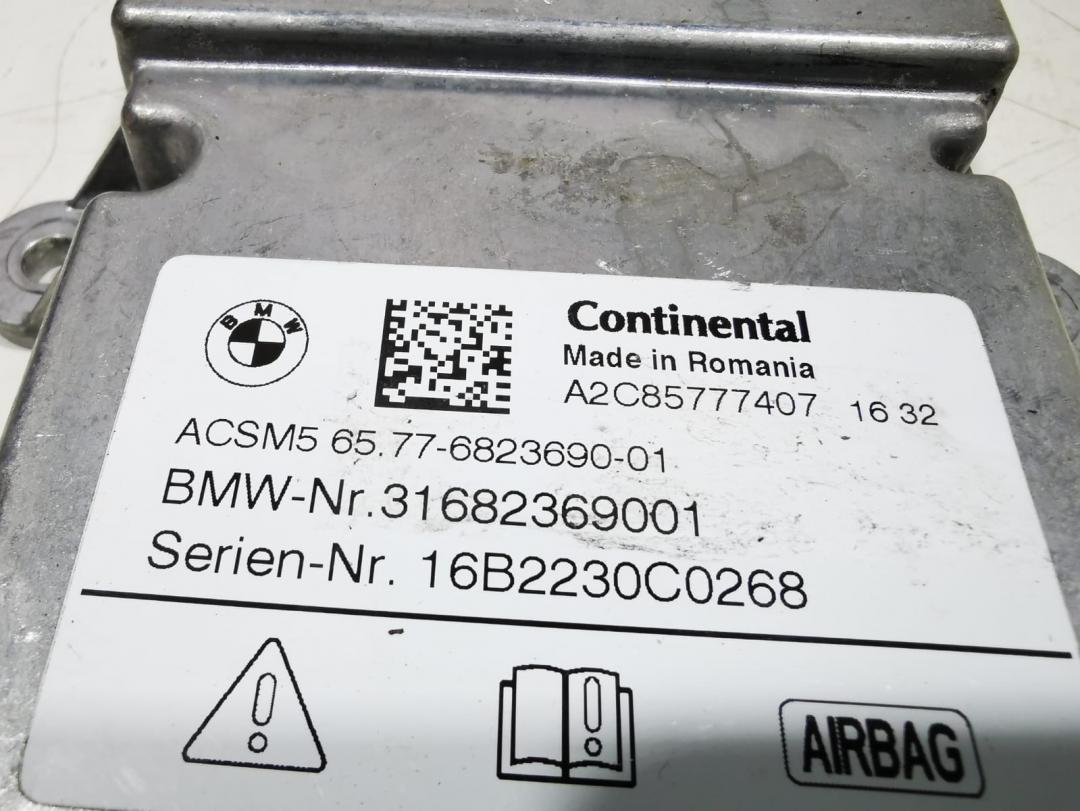 BMW
Continental
Made in Romania
A2C85777407 16 32
ACSM5 65.77-6823690-01
BMW-Nr.31682369001
Serien-Nr. 16B2230C0268
AIRBAG